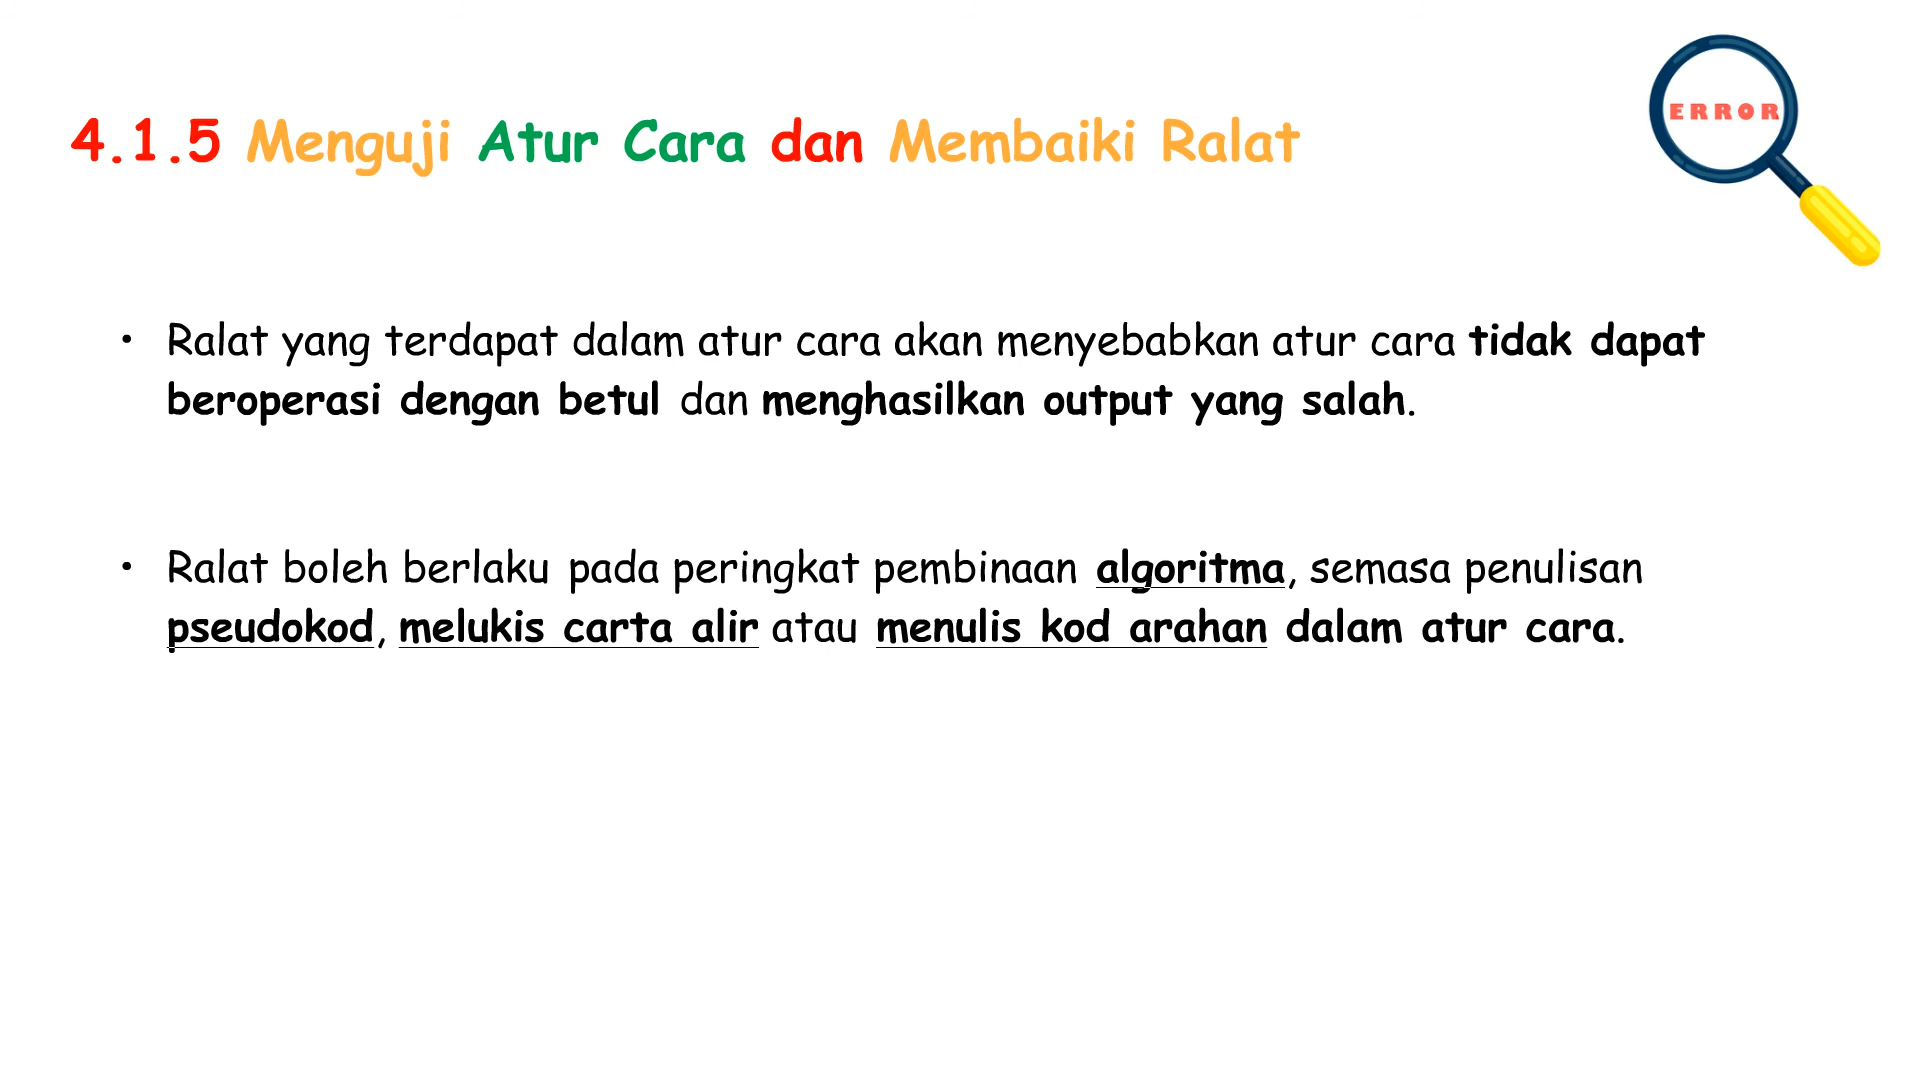 ERROR
4.1.5 Menguji Atur Cara dan Membaiki Ralat
• Ralat yang terdapat dalam atur cara akan menyebabkan atur cara tidak dapat
beroperasi dengan betul dan menghasilkan output yang salah.
• Ralat boleh berlaku pada peringkat pembinaan algoritma, semasa penulisan
pseudokod, melukis carta alir atau menulis kod arahan dalam atur cara.